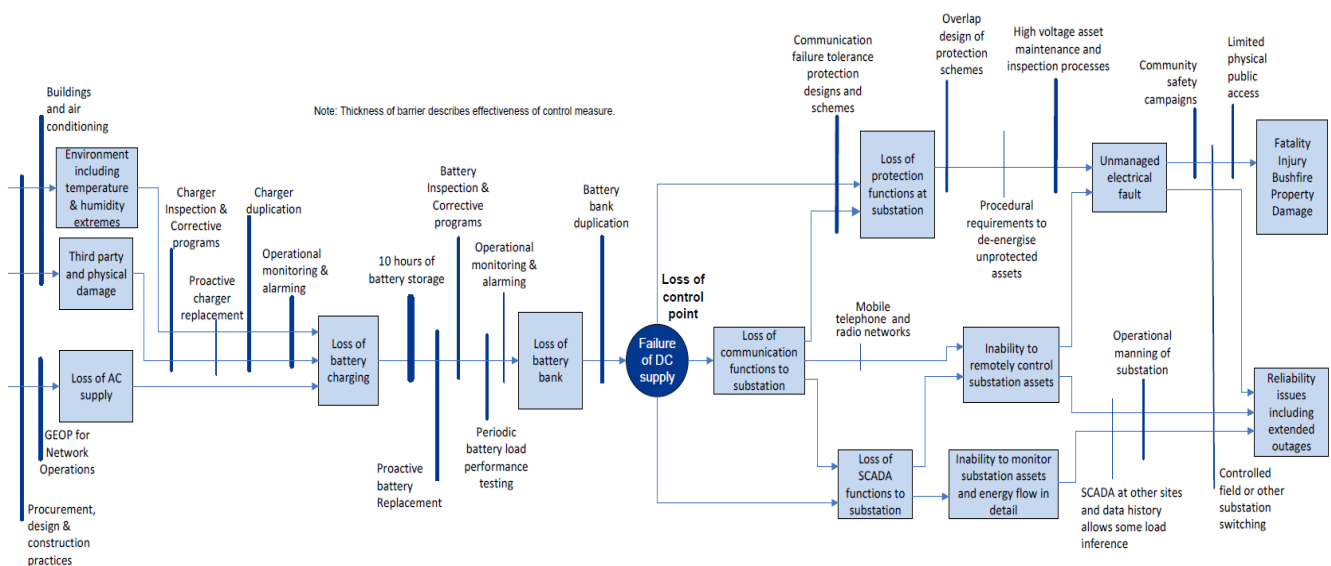 Buildings
and air
conditioning
Note: Thickness of barrier describes effectiveness of control measure.
Environment
including
temperature
& humidity
extremes
Third party
and physical
damage
Loss of AC
supply
GEOP for
Network
Operations
Procurement,
design &
construction
practices
Charger
Inspection &
Corrective
programs
Proactive
charger
replacement
Charger
duplication
Operational
monitoring &
alarming
Loss of
battery
charging
10 hours of
battery storage
Proactive
battery
Replacement
Battery
Inspection &
Corrective
programs
Operational
monitoring &
alarming
Periodic
battery load
performance
testing
Loss of
battery
bank
Battery
bank
duplication
Loss of
control
point
Failure
of DC
supply
Communication
failure tolerance
protection
designs and
schemes
Loss of
protection
functions at
substation
Overlap
design of
protection
schemes
Procedural
requirements to
de-energise
unprotected
assets
High voltage asset
maintenance and
inspection processes
Unmanaged
electrical
fault
Community
safety
campaigns
Limited
physical
public
access
Fatality
Injury
Bushfire
Property
Damage
Loss of
communication
functions to
substation
Mobile
telephone and
radio networks
Inability to
remotely control
substation assets
Operational
manning of
substation
Reliability
issues
including
extended
outages
Loss of
SCADA
functions to
substation
Inability to monitor
substation assets
and energy flow in
detail
SCADA at other sites
and data history
allows some load
inference
Controlled
field or other
substation
switching